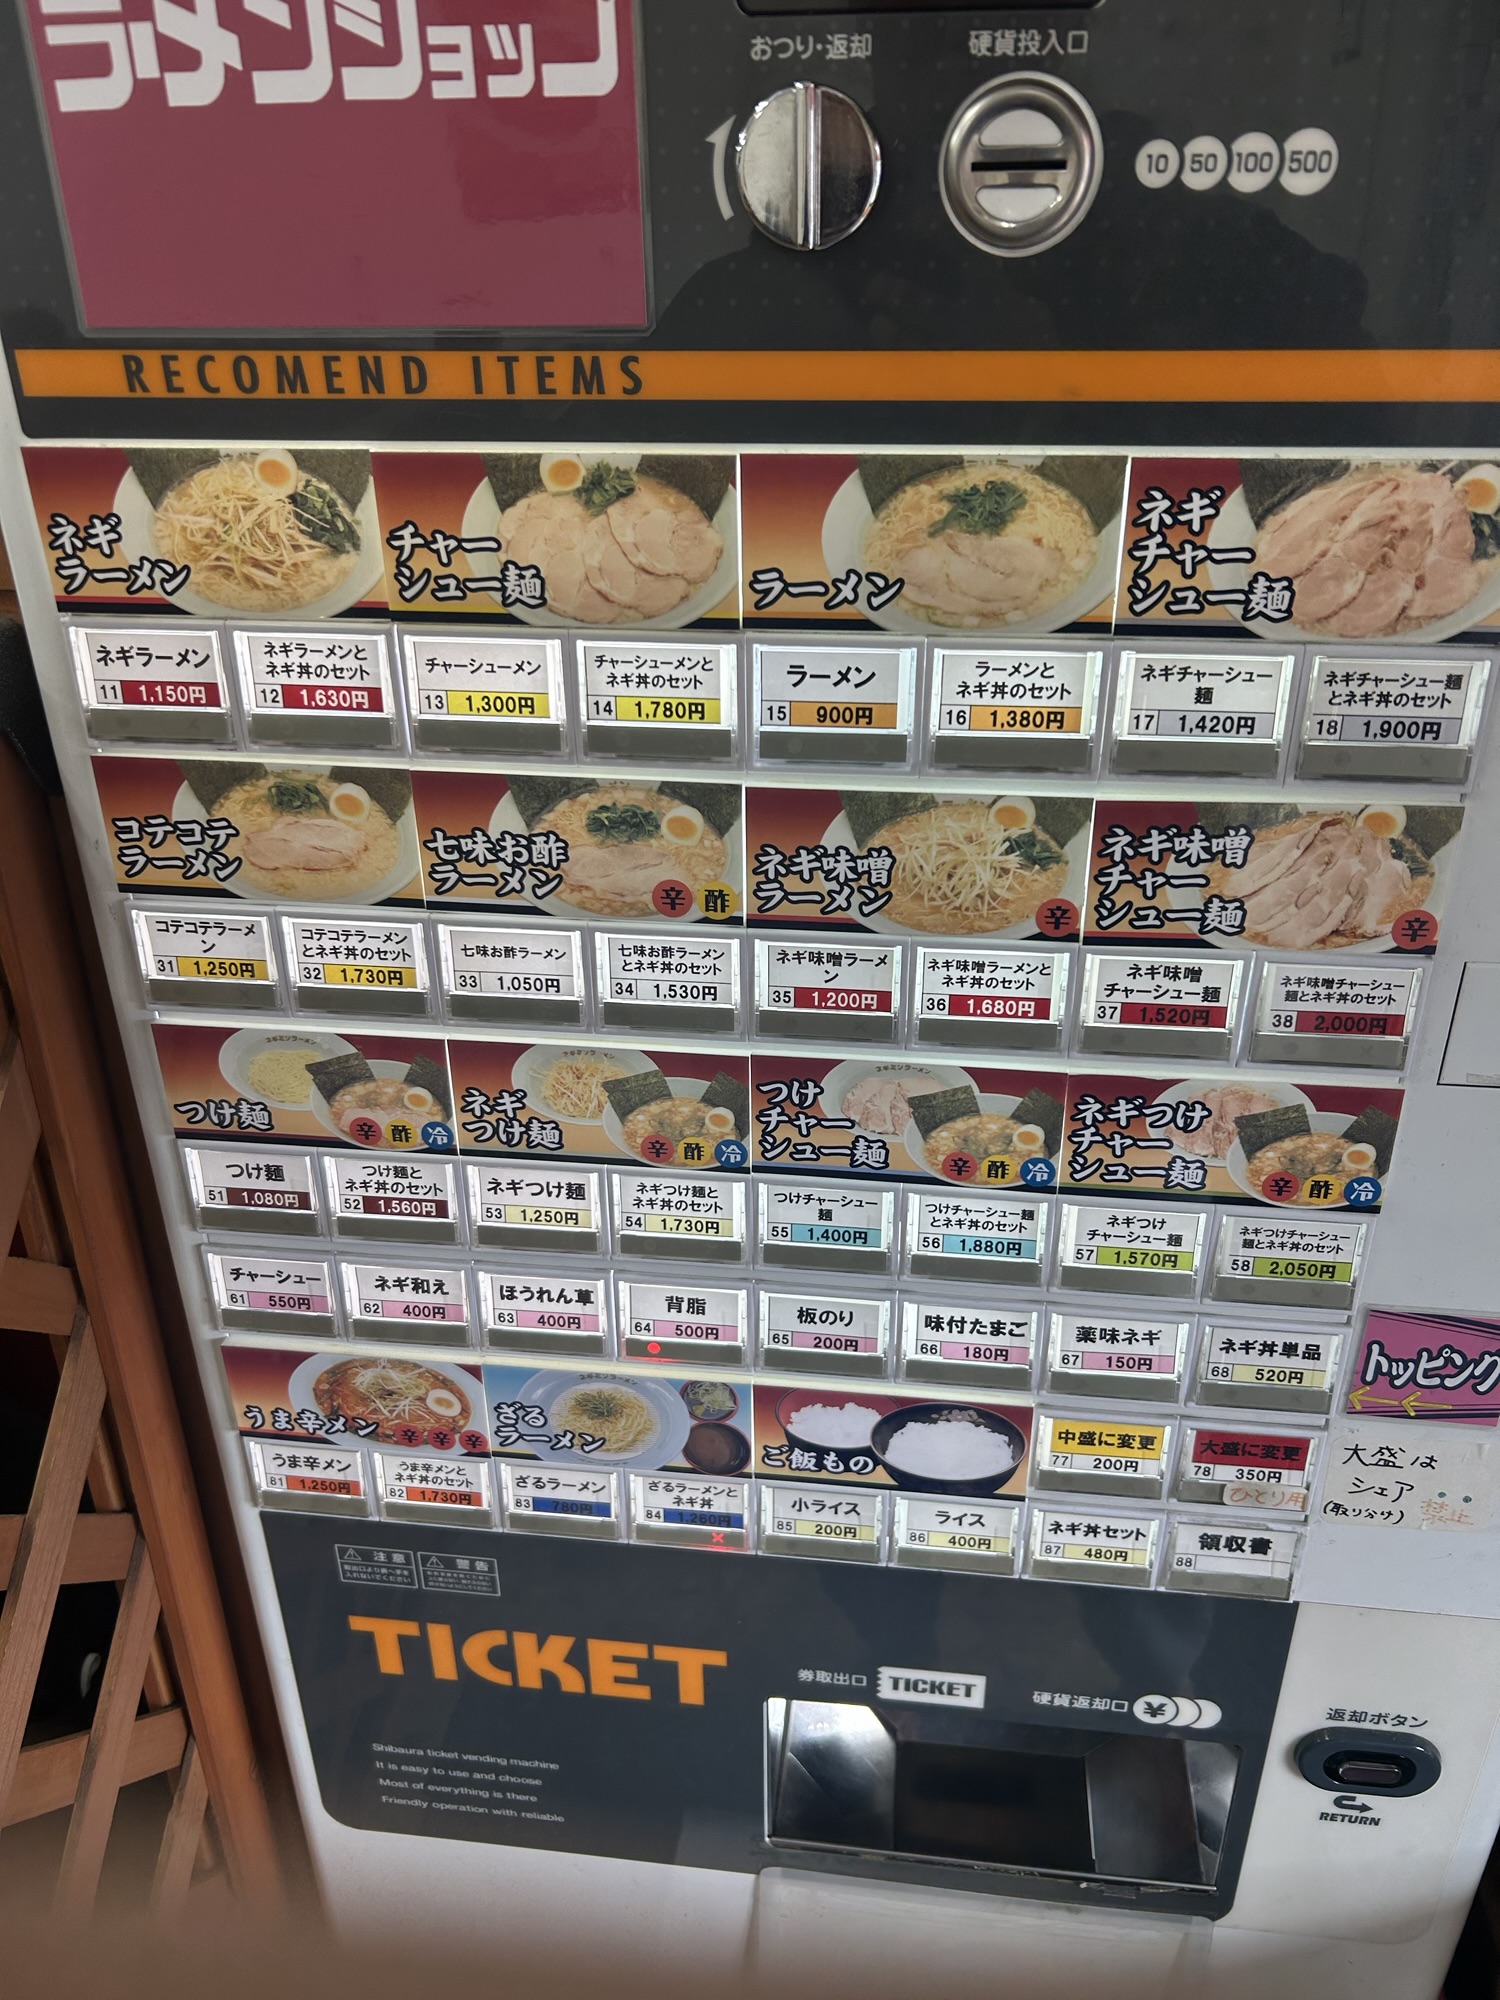 ラーメンショップ
おつり・返却
硬貨投入口
10 50 100 500
RECOMEND ITEMS
ネギ
ラーメン
チャー
シュー麺
ラーメン
ネギ
チャー
シュー麺
ネギラーメン
11 1,150円
ネギラーメンと
ネギ丼のセット
12 1,630円
チャーシューメン
13 1,300円
チャーシューメンと
ネギ丼のセット
14 1,780円
ラーメン
15 900円
ラーメンと
ネギ丼のセット
16 1,380円
ネギチャーシュー
麺
17 1,420円
ネギチャーシュー麺
とネギ丼のセット
18 1,900円
コテコテ
ラーメン
七味お酢
ラーメン
辛 酢
ネギ味噌
ラーメン
辛
ネギ味噌
チャー
シュー麺
辛
コテコテラーメ
ン
31 1,250円
コテコテラーメン
とネギ丼のセット
32 1,730円
七味お酢ラーメン
33 1,050円
七味お酢ラーメン
とネギ丼のセット
34 1,530円
ネギ味噌ラーメ
ン
35 1,200円
ネギ味噌ラーメンと
ネギ丼のセット
36 1,680円
ネギ味噌
チャーシュー麺
37 1,520円
ネギ味噌チャーシュー
麺とネギ丼のセット
38 2,000円
つけ麺
辛 酢 冷
ネギ
つけ麺
辛 酢 冷
つけ
チャー
シュー麺
辛 酢 冷
ネギつけ
チャー
シュー麺
辛 酢 冷
つけ麺
51 1,080円
つけ麺と
ネギ丼のセット
52 1,560円
ネギつけ麺
53 1,250円
ネギつけ麺と
ネギ丼のセット
54 1,730円
つけチャーシュー
麺
55 1,400円
つけチャーシュー麺
とネギ丼のセット
56 1,880円
ネギつけ
チャーシュー麺
57 1,570円
ネギつけチャーシュー
麺とネギ丼のセット
58 2,050円
チャーシュー
61 550円
ネギ和え
62 400円
ほうれん草
63 400円
背脂
64 500円
板のり
65 200円
味付たまご
66 180円
薬味ネギ
67 150円
ネギ丼単品
68 520円
トッピング
うま辛メン
辛 辛 辛
ざる
ラーメン
ご飯もの
中盛に変更
77 200円
大盛に変更
78 350円
ひとり用
大盛は
シェア
(取り分け) 禁止
うま辛メン
81 1,250円
うま辛メンと
ネギ丼のセット
82 1,730円
ざるラーメン
83 780円
ざるラーメンと
ネギ丼
84 1,260円
小ライス
85 200円
ライス
86 400円
ネギ丼セット
87 480円
領収書
88
注意
警告
TICKET
券取出口 TICKET
硬貨返却口 ¥
返却ボタン
RETURN
Shibaura ticket vending machine
It is easy to use and choose
Most of everything is there
Friendly operation with reliable